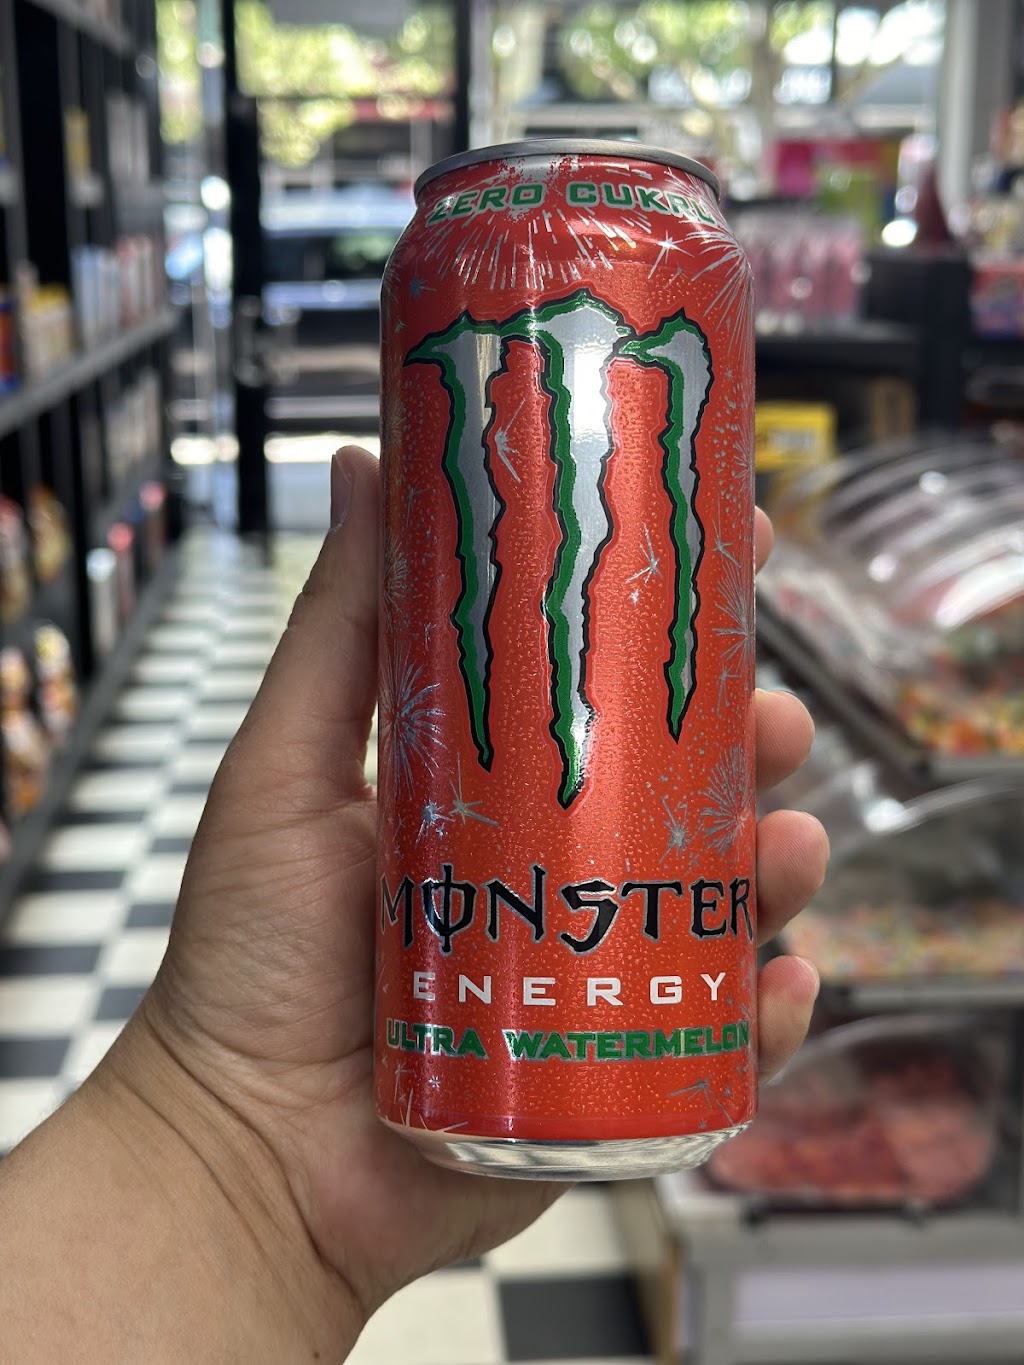 ZERO CUKRU
MONSTER
ENERGY
ULTRA WATERMELON